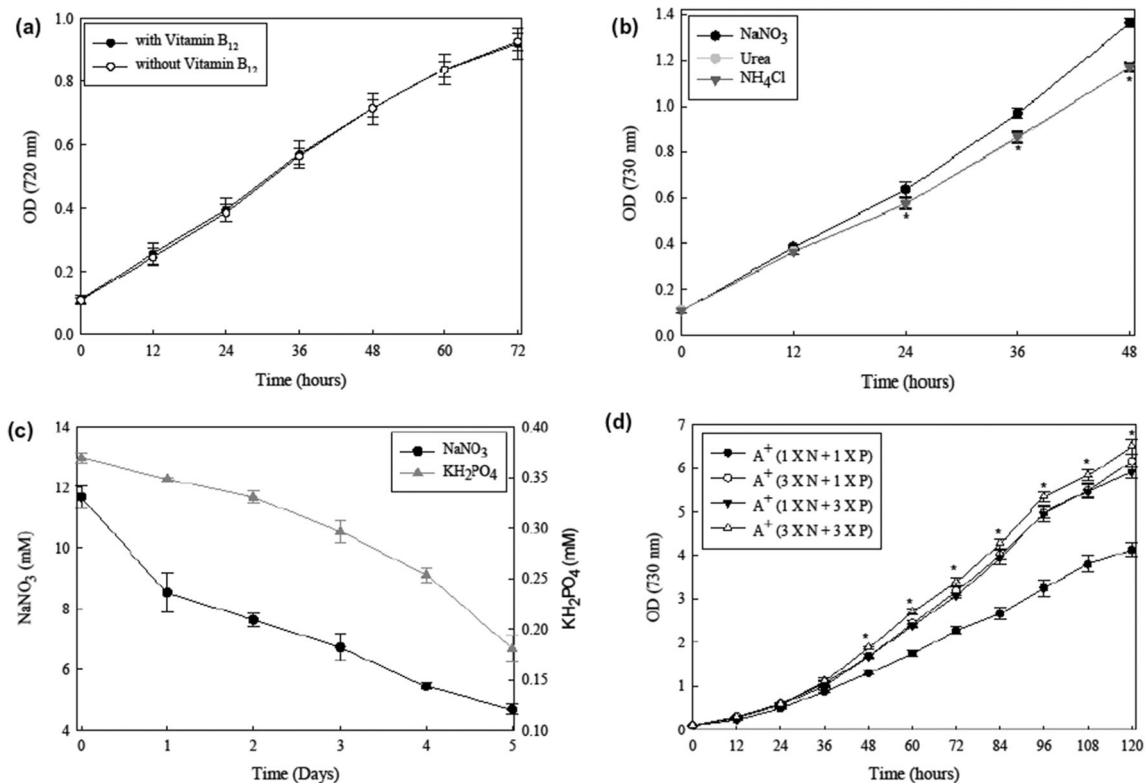 (a)
1.0
0.8
0.6
0.4
0.2
0.0
OD (720 nm)
with Vitamin B12
without Vitamin B12
0 12 24 36 48 60 72
Time (hours)
(b)
1.4
1.2
1.0
0.8
0.6
0.4
0.2
0.0
OD (730 nm)
NaNO3
Urea
NH4Cl
*
*
*
0 12 24 36 48
Time (hours)
(c)
14
12
10
8
6
4
NaNO3
(mM)
NaNO3
KH2PO4
0.40
0.35
0.30
0.25
0.20
0.15
0.10
KH2PO4 (mM)
0 1 2 3 4 5
Time (Days)
(d)
7
6
5
4
3
2
1
0
OD (730 nm)
A+ (1 X N + 1 X P)
A+ (3 X N + 1 X P)
A+ (1 X N + 3 X P)
A+ (3 X N + 3 X P)
* * * * * * *
0 12 24 36 48 60 72 84 96 108 120
Time (hours)